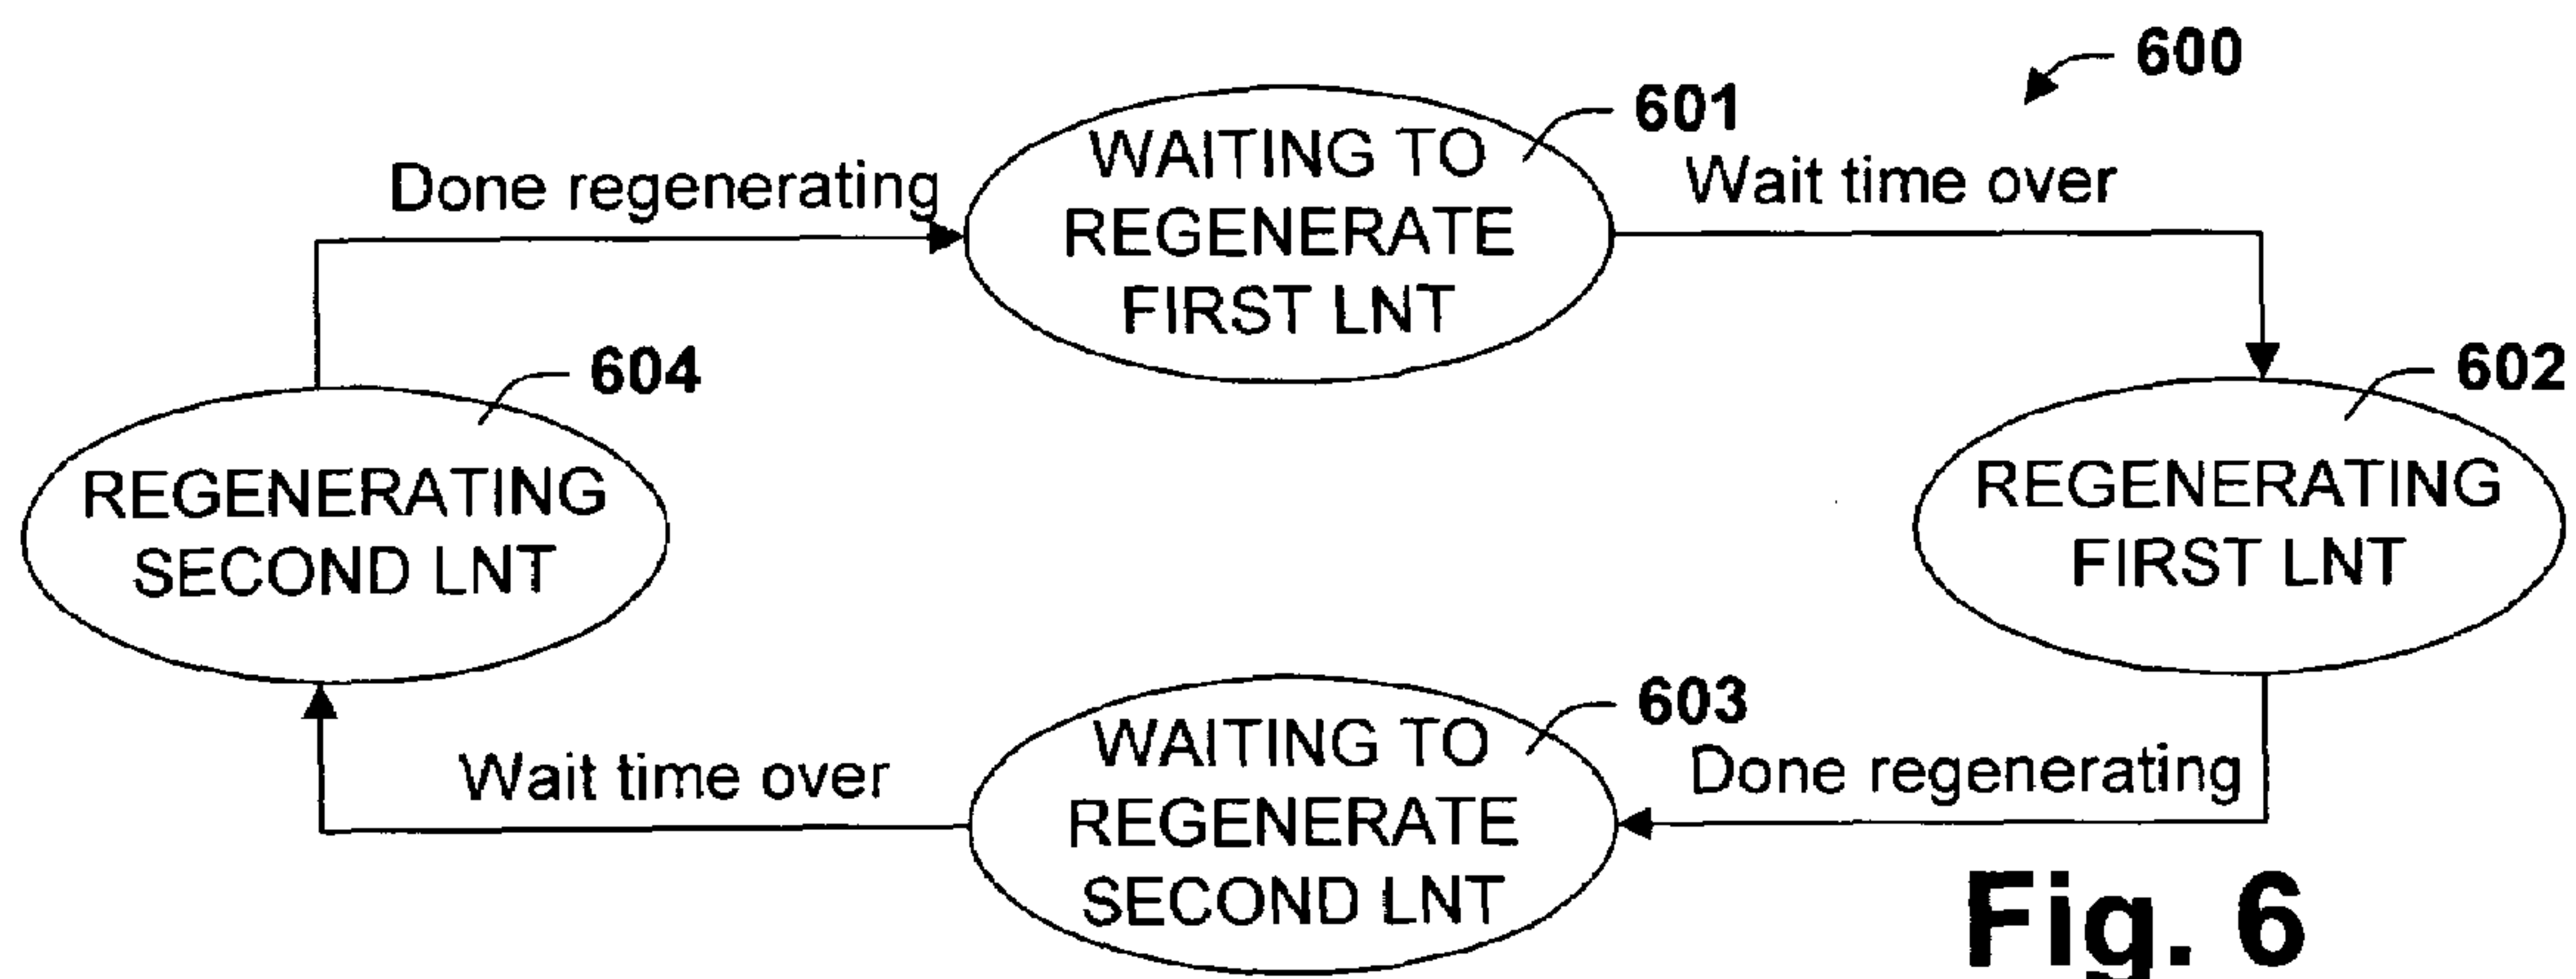 600
601
WAITING TO
REGENERATE
FIRST LNT
Done regenerating
Wait time over
604
602
REGENERATING
SECOND LNT
REGENERATING
FIRST LNT
603
WAITING TO
REGENERATE
SECOND LNT
Wait time over
Done regenerating
Fig. 6